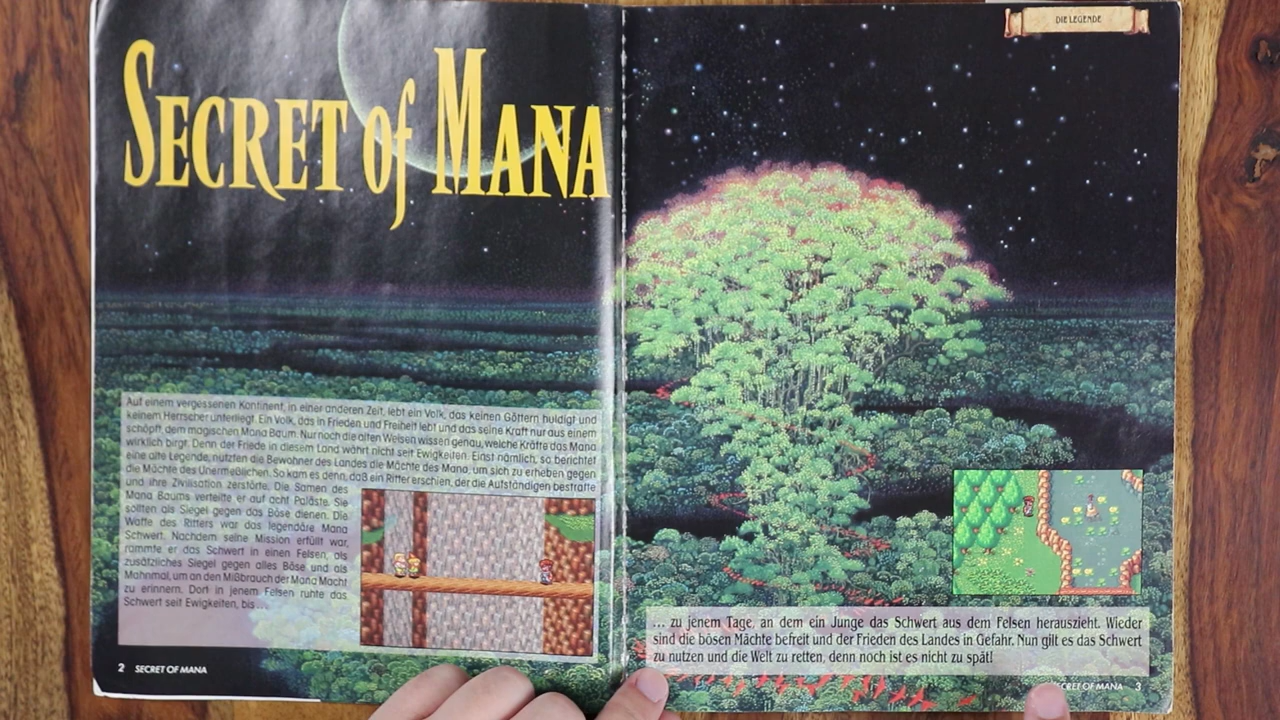 SECRET of MANA
Auf einem vergessenen Kontinent, in einer anderen Zeit, lebt ein Volk, das keinen Göttern huldigt und
keinem Herrscher unterliegt. Ein Volk, das in Frieden und Freiheit lebt und das seine Kraft nur aus einem
schöpft, dem magischen Mana Baum. Nur noch die alten Weisen wissen genau, welche Kräfte das Mana
wirklich birgt. Denn der Friede in diesem Land währt nicht seit Ewigkeiten. Einst nämlich, so berichtet
eine alte Legende, nutzten die Bewohner des Landes die Mächte des Mana, um sich zu erheben gegen
die Mächte des Unermeßlichen. So kam es denn, daß ein Ritter erschien, der die Aufständigen bestrafte
und ihre Zivilisation zerstörte. Die Samen des
Mana Baums verteilte er auf acht Paläste. Sie
sollten als Siegel gegen das Böse dienen. Die
Waffe des Ritters war das legendäre Mana
Schwert. Nachdem seine Mission erfüllt war,
rammte er das Schwert in einen Felsen, als
zusätzliches Siegel gegen alles Böse und als
Mahnmal, um an den Mißbrauch der Mana Macht
zu erinnern. Dort in jenem Felsen ruhte das
Schwert seit Ewigkeiten, bis...
2 SECRET OF MANA
DIE LEGENDE
... zu jenem Tage, an dem ein Junge das Schwert aus dem Felsen herauszieht. Wieder
sind die bösen Mächte befreit und der Frieden des Landes in Gefahr. Nun gilt es das Schwert
zu nutzen und die Welt zu retten, denn noch ist es nicht zu spät!
SECRET OF MANA 3